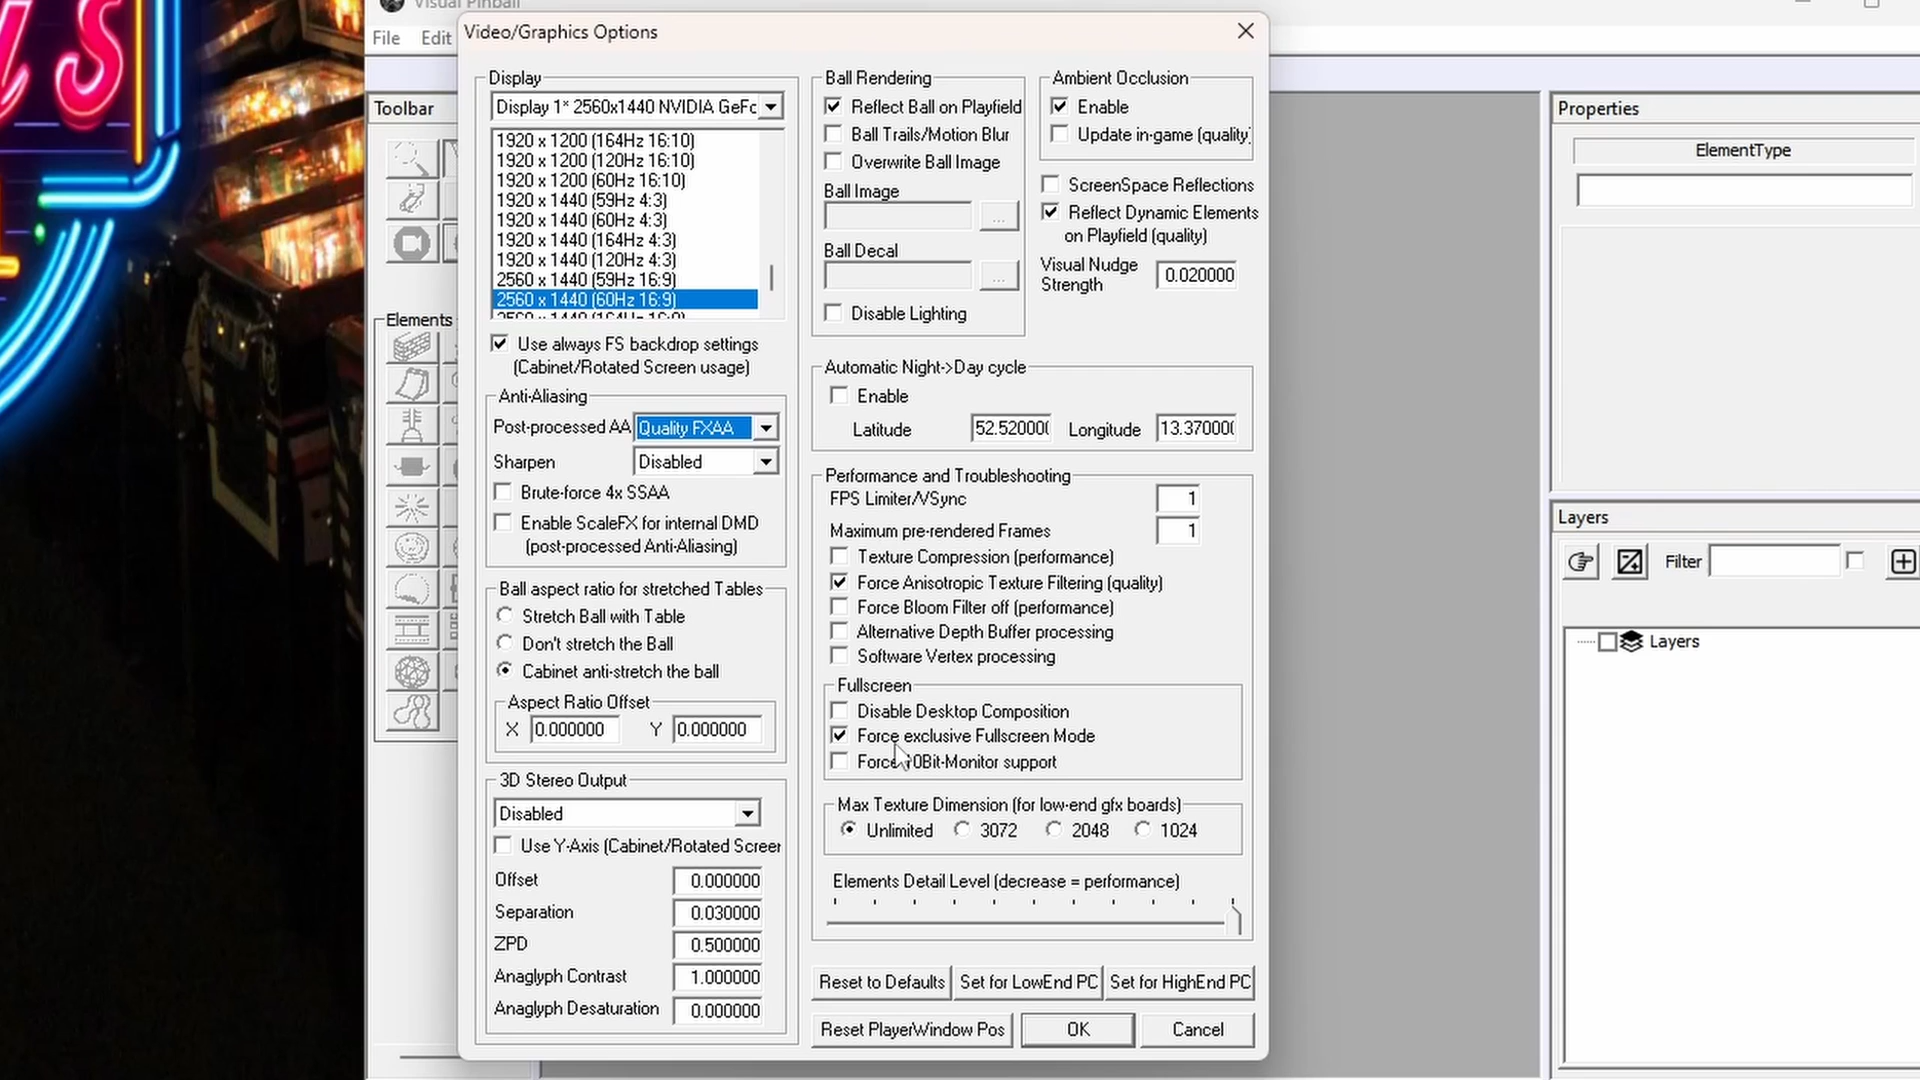 Visual Pinball
File Edit
Video/Graphics Options
Toolbar
Elements
Display
Display 1* 2560x1440 NVIDIA GeFc
1920 x 1200 (164Hz 16:10)
1920 x 1200 (120Hz 16:10)
1920 x 1200 (60Hz 16:10)
1920 x 1440 (59Hz 4:3)
1920 x 1440 (60Hz 4:3)
1920 x 1440 (164Hz 4:3)
1920 x 1440 (120Hz 4:3)
2560 x 1440 (59Hz 16:9)
2560 x 1440 (60Hz 16:9)
2560 x 1440 (164Hz 16:9)
Use always FS backdrop settings
(Cabinet/Rotated Screen usage)
Anti-Aliasing
Post-processed AA Quality FXAA
Sharpen Disabled
Brute-force 4x SSAA
Enable ScaleFX for internal DMD
(post-processed Anti-Aliasing)
Ball aspect ratio for stretched Tables
Stretch Ball with Table
Don't stretch the Ball
Cabinet anti-stretch the ball
Aspect Ratio Offset
X 0.000000 Y 0.000000
3D Stereo Output
Disabled
Use Y-Axis (Cabinet/Rotated Screer
Offset 0.000000
Separation 0.030000
ZPD 0.500000
Anaglyph Contrast 1.000000
Anaglyph Desaturation 0.000000
Ball Rendering
Reflect Ball on Playfield
Ball Trails/Motion Blur
Overwrite Ball Image
Ball Image
...
Ball Decal
...
Disable Lighting
Ambient Occlusion
Enable
Update in-game (quality)
ScreenSpace Reflections
Reflect Dynamic Elements
on Playfield (quality)
Visual Nudge
Strength 0.020000
Automatic Night->Day cycle
Enable
Latitude 52.52000( Longitude 13.37000(
Performance and Troubleshooting
FPS Limiter/VSync 1
Maximum pre-rendered Frames 1
Texture Compression (performance)
Force Anisotropic Texture Filtering (quality)
Force Bloom Filter off (performance)
Alternative Depth Buffer processing
Software Vertex processing
Fullscreen
Disable Desktop Composition
Force exclusive Fullscreen Mode
Force 10Bit-Monitor support
Max Texture Dimension (for low-end gfx boards)
Unlimited 3072 2048 1024
Elements Detail Level (decrease = performance)
Reset to Defaults Set for LowEnd PC Set for HighEnd PC
Reset PlayerWindow Pos OK Cancel
Properties
ElementType
Layers
Filter
Layers